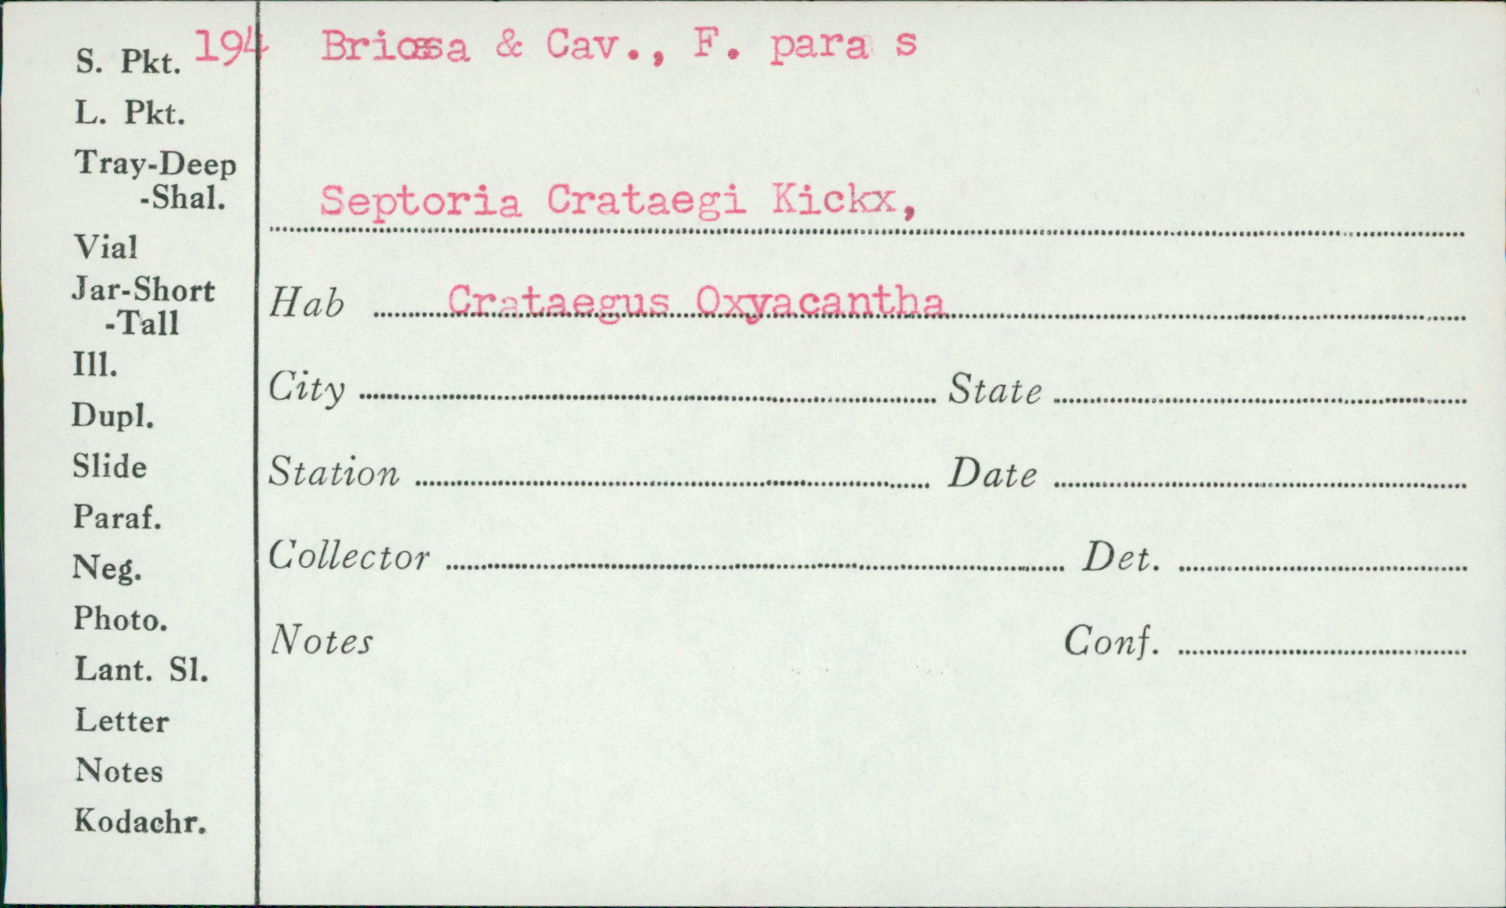 S. Pkt. 194 Briosa & Cav., F. para s
L. Pkt.
Tray-Deep
-Shal.
Septoria Crataegi Kickx,
Vial
Jar-Short
-Tall
Hab Crataegus Oxyacantha
Ill.
City State
Dupl.
Slide
Station Date
Paraf.
Neg.
Collector Det.
Photo.
Notes Conf.
Lant. Sl.
Letter
Notes
Kodachr.